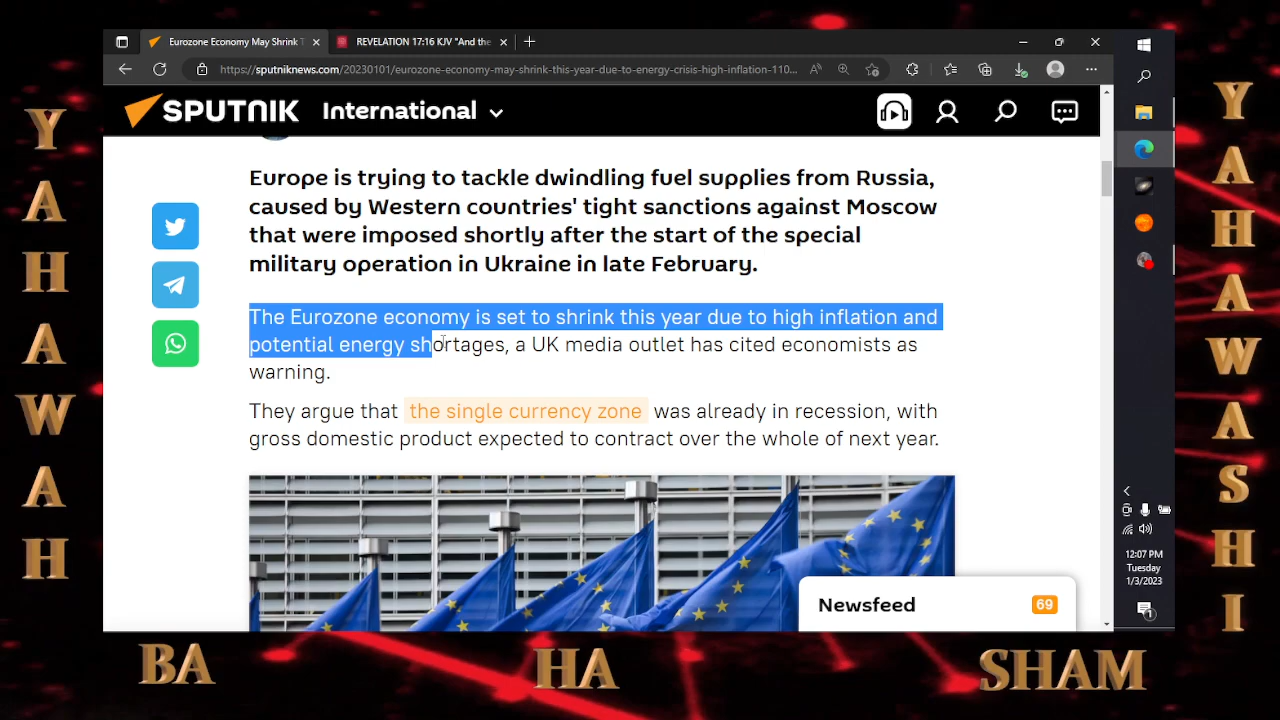 Eurozone Economy May Shrink T
REVELATION 17:16 KJV "And the
https://sputniknews.com/20230101/eurozone-economy-may-shrink-this-year-due-to-energy-crisis-high-inflation-110...
SPUTNIK International
Europe is trying to tackle dwindling fuel supplies from Russia,
caused by Western countries' tight sanctions against Moscow
that were imposed shortly after the start of the special
military operation in Ukraine in late February.
The Eurozone economy is set to shrink this year due to high inflation and
potential energy shortages, a UK media outlet has cited economists as
warning.
They argue that the single currency zone was already in recession, with
gross domestic product expected to contract over the whole of next year.
Newsfeed 69
12:07 PM
Tuesday
1/3/2023
1
Y
A
H
A
W
A
H
Y
A
H
A
W
A
S
H
I
BA HA SHAM